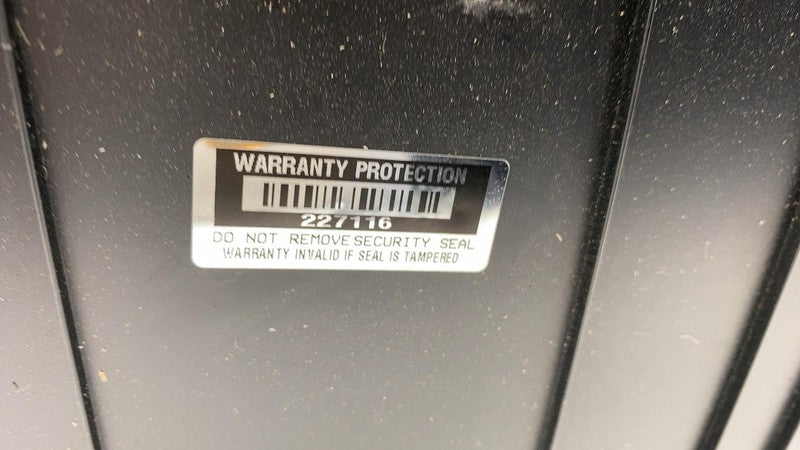 WARRANTY PROTECTION
227116
DO NOT REMOVE SECURITY SEAL
WARRANTY INVALID IF SEAL IS TAMPERED